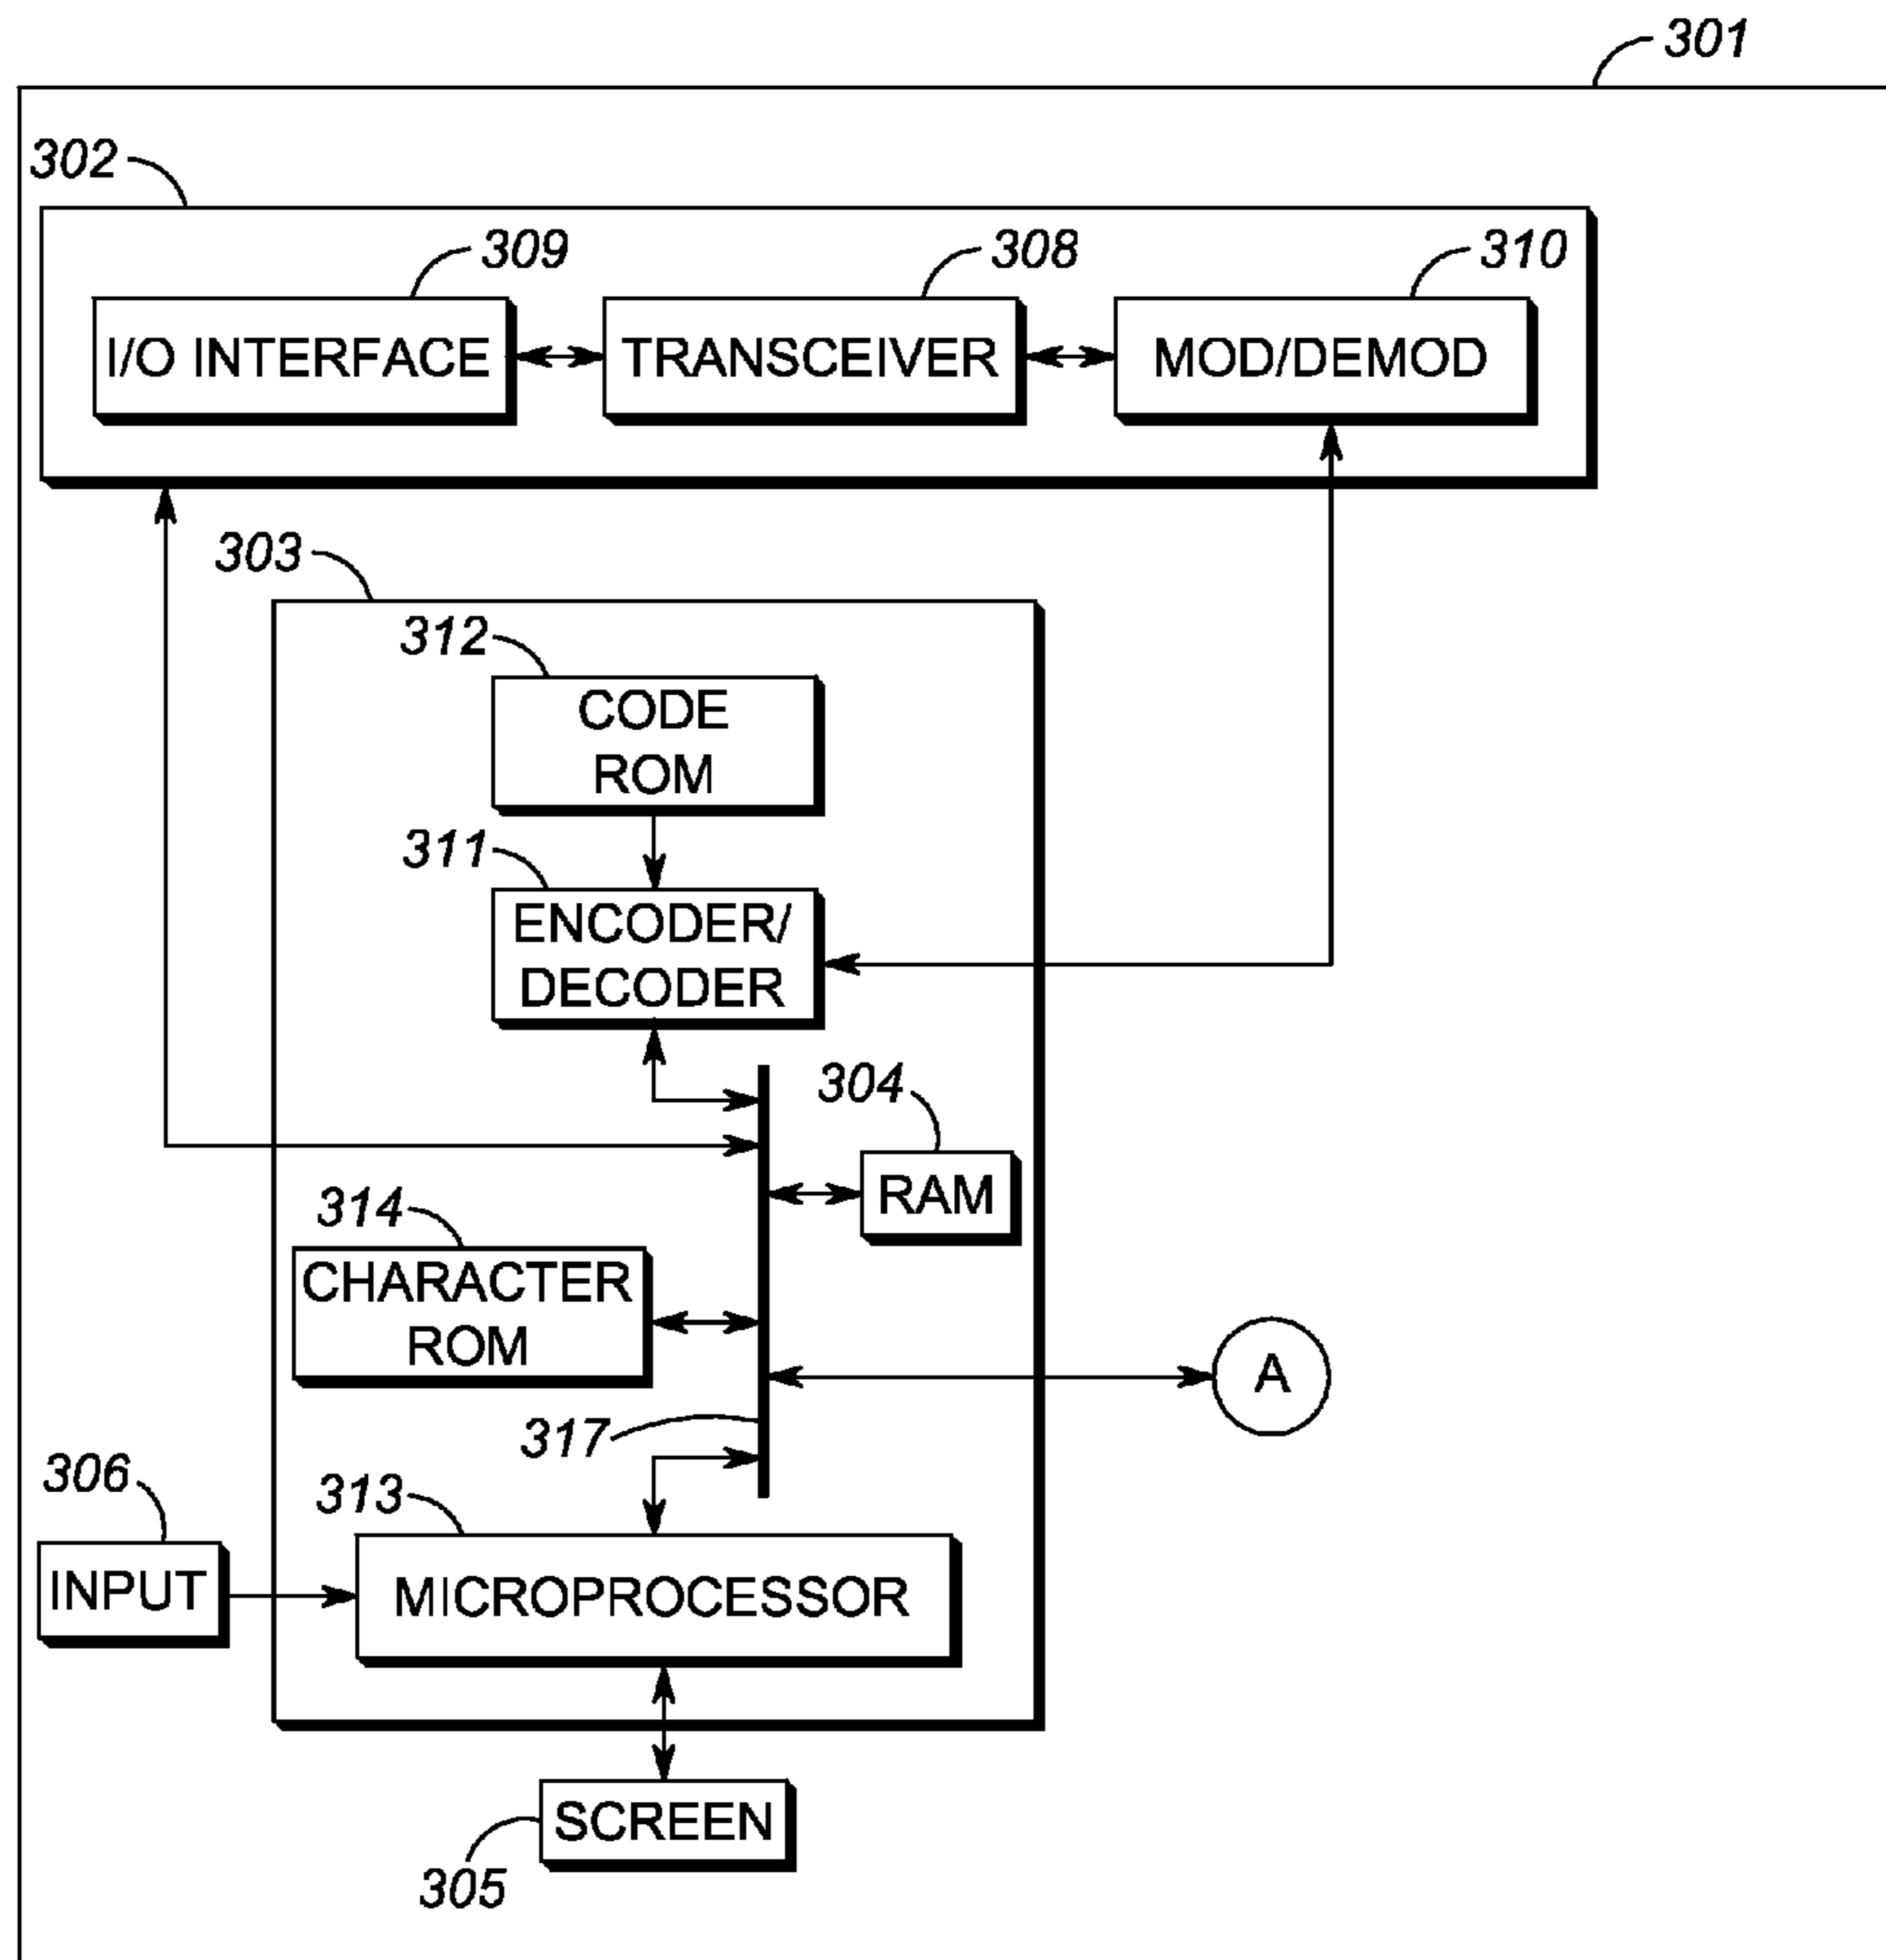 301
302
309
308
310
I/O INTERFACE
TRANSCEIVER
MOD/DEMOD
303
312
CODE
ROM
311
ENCODER/
DECODER
304
RAM
314
CHARACTER
ROM
A
317
306
313
INPUT
MICROPROCESSOR
SCREEN
305